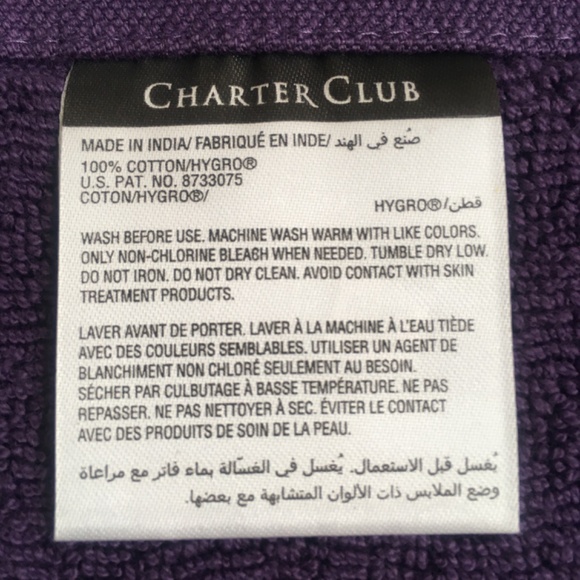 CHARTER CLUB
MADE IN INDIA/ FABRIQUÉ EN INDE/ صُنع في الهند
100% COTTON/HYGRO®
U.S. PAT. NO. 8733075
COTON/HYGRO®/
قطن/HYGRO®
WASH BEFORE USE. MACHINE WASH WARM WITH LIKE COLORS.
ONLY NON-CHLORINE BLEACH WHEN NEEDED. TUMBLE DRY LOW.
DO NOT IRON. DO NOT DRY CLEAN. AVOID CONTACT WITH SKIN
TREATMENT PRODUCTS.
LAVER AVANT DE PORTER. LAVER À LA MACHINE À L'EAU TIÈDE
AVEC DES COULEURS SEMBLABLES. UTILISER UN AGENT DE
BLANCHIMENT NON CHLORÉ SEULEMENT AU BESOIN.
SÉCHER PAR CULBUTAGE À BASSE TEMPÉRATURE. NE PAS
REPASSER. NE PAS NETTOYER À SEC. ÉVITER LE CONTACT
AVEC DES PRODUITS DE SOIN DE LA PEAU.
يُغسل قبل الاستعمال. يُغسل في الغسّالة بماء فاتر مع مراعاة
وضع الملابس ذات الألوان المتشابهة مع بعضها.